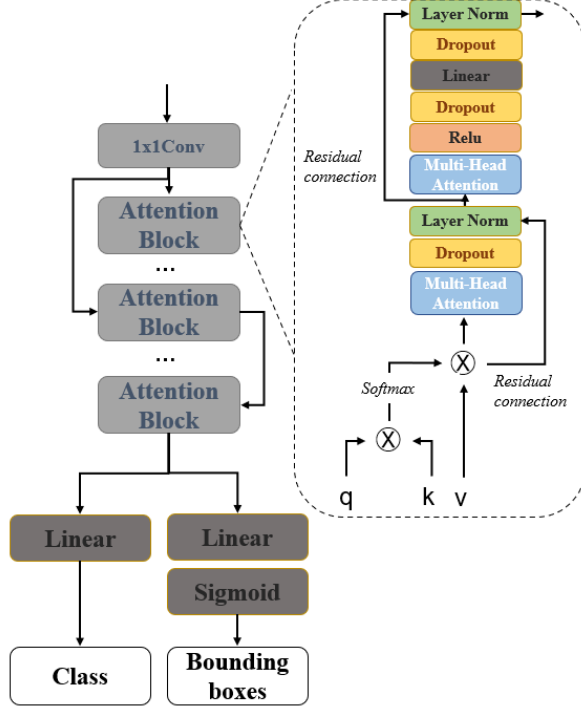 1x1Conv
Attention
Block
...
Attention
Block
...
Attention
Block
Linear
Linear
Sigmoid
Class
Bounding
boxes
Layer Norm
Dropout
Linear
Dropout
Relu
Multi-Head
Attention
Residual
connection
Layer Norm
Dropout
Multi-Head
Attention
X
Softmax
Residual
connection
X
q
k
v